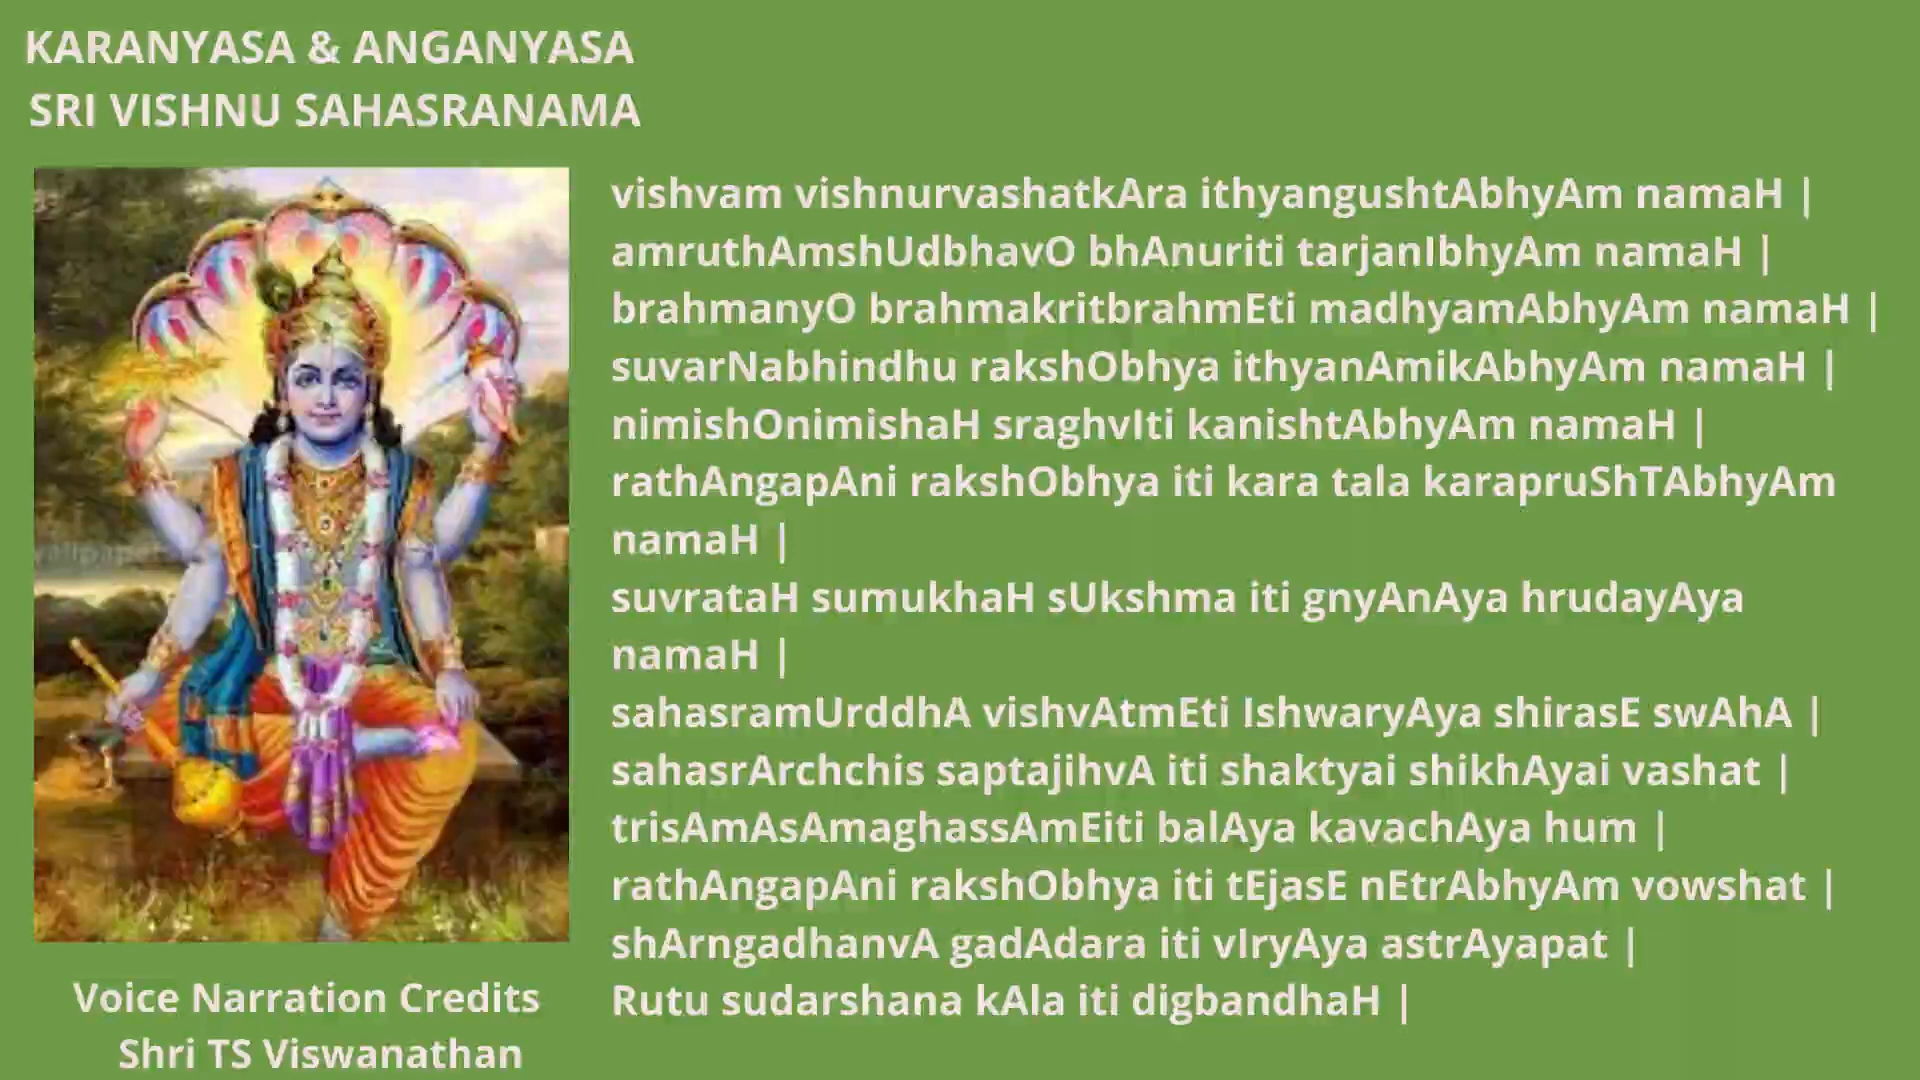 KARANYASA & ANGANYASA
SRI VISHNU SAHASRANAMA
vishvam vishnurvashatkAra ithyangushtAbhyAm namaH |
amruthAmshUdbhavO bhAnuriti tarjanIbhyAm namaH |
brahmanyO brahmakritbrahmEti madhyamAbhyAm namaH |
suvarNabhindhu rakshObhya ithyanAmikAbhyAm namaH |
nimishOnimishaH sraghvIti kanishtAbhyAm namaH |
rathAngapAni rakshObhya iti kara tala karapruShTAbhyAm
namaH |
suvrataH sumukhaH sUkshma iti gnyAnAya hrudayAya
namaH |
sahasramUrddhA vishvAtmEti IshwaryAya shirasE swAhA |
sahasrArchchis saptajihvA iti shaktyai shikhAyai vashat |
trisAmAsAmaghassAmEiti balAya kavachAya hum |
rathAngapAni rakshObhya iti tEjasE nEtrAbhyAm vowshat |
shArngadhanvA gadAdara iti vIryAya astrAyapat |
Rutu sudarshana kAla iti digbandhaH |
Voice Narration Credits
Shri TS Viswanathan